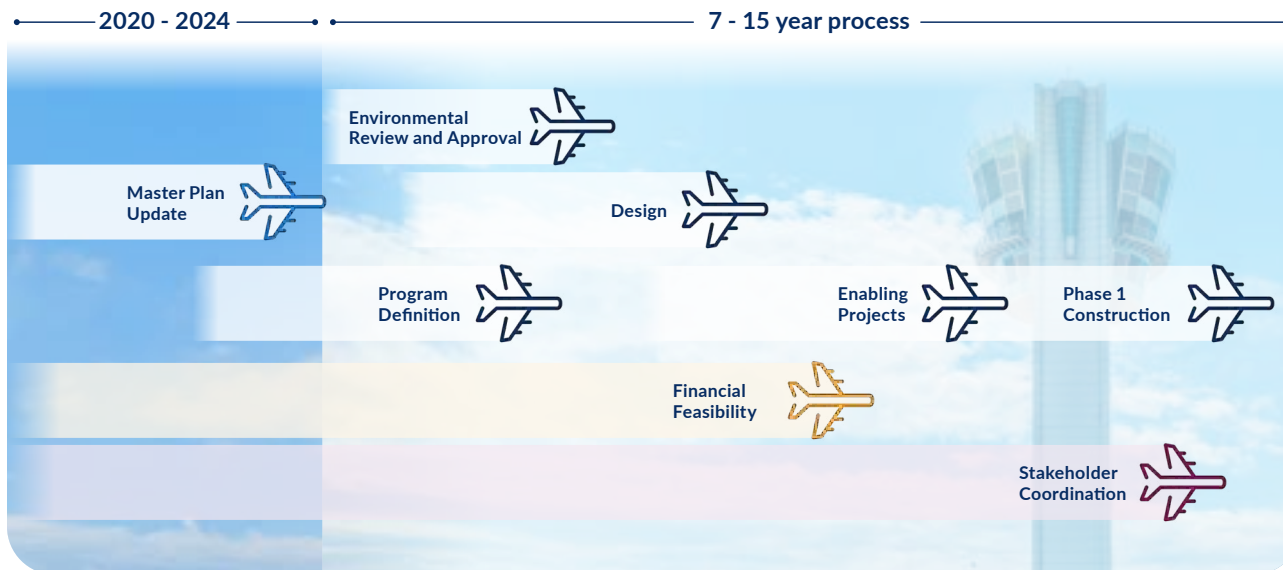 2020 - 2024
7 - 15 year process
Environmental
Review and Approval
Master Plan
Update
Design
Program
Definition
Enabling
Projects
Phase 1
Construction
Financial
Feasibility
Stakeholder
Coordination